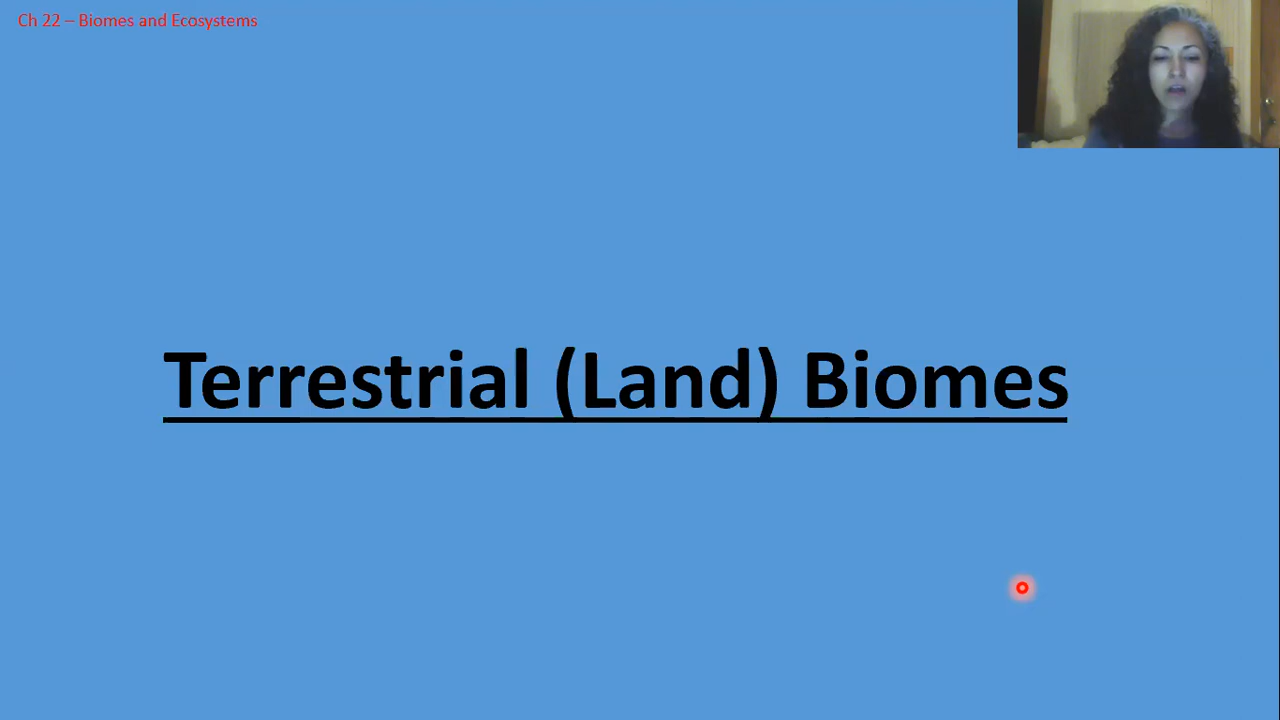 Ch 22 – Biomes and Ecosystems
Terrestrial (Land) Biomes